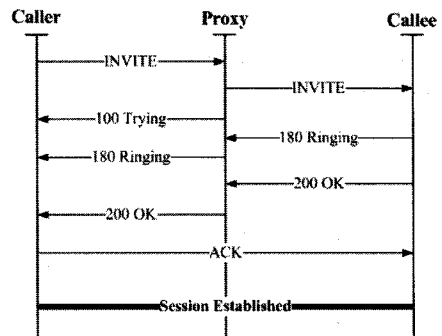 Caller Proxy Callee
INVITE
INVITE
100 Trying
180 Ringing
180 Ringing
200 OK
200 OK
ACK
Session Established